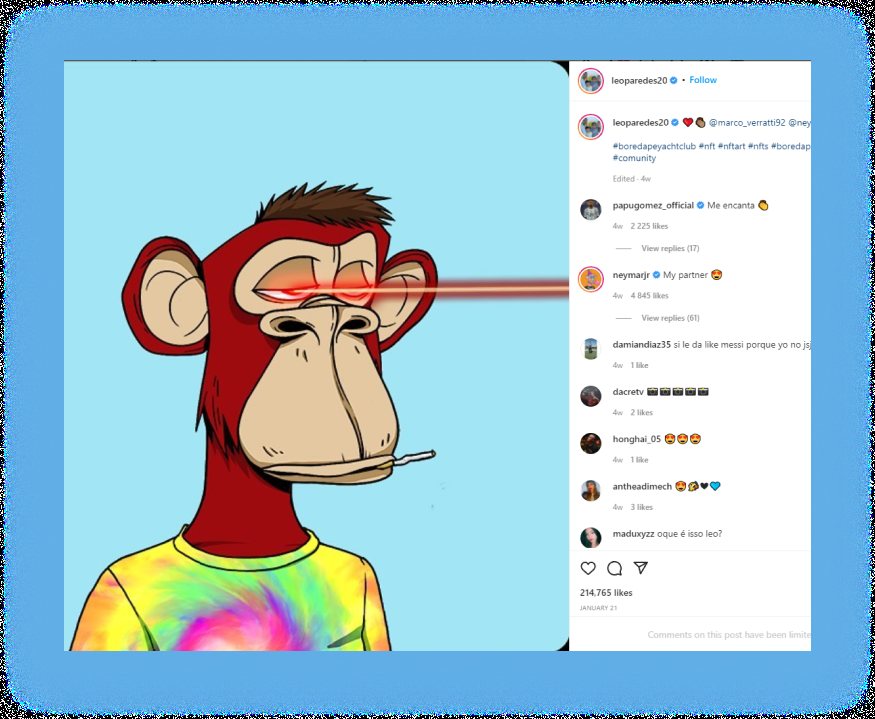 leoparedes20 • Follow
leoparedes20 @marco_verratti92 @ney
#boredapeyachtclub #nft #nftart #nfts #boredap
#comunity
Edited · 4w
papugomez_official Me encanta
4w 2 225 likes
View replies (17)
neymarjr My partner
4w 4 845 likes
View replies (61)
damiandiaz35 si le da like messi porque yo no jsj
4w 1 like
dacretv
4w 2 likes
honghai_05
4w 1 like
antheadimech
4w 3 likes
maduxyzz oque é isso leo?
214,765 likes
JANUARY 21
Comments on this post have been limite